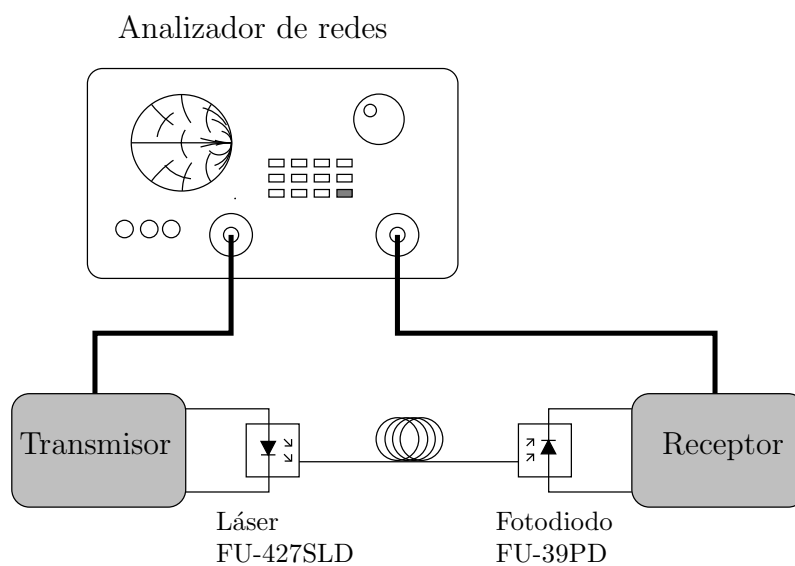 Analizador de redes
Transmisor
Receptor
Láser
FU-427SLD
Fotodiodo
FU-39PD